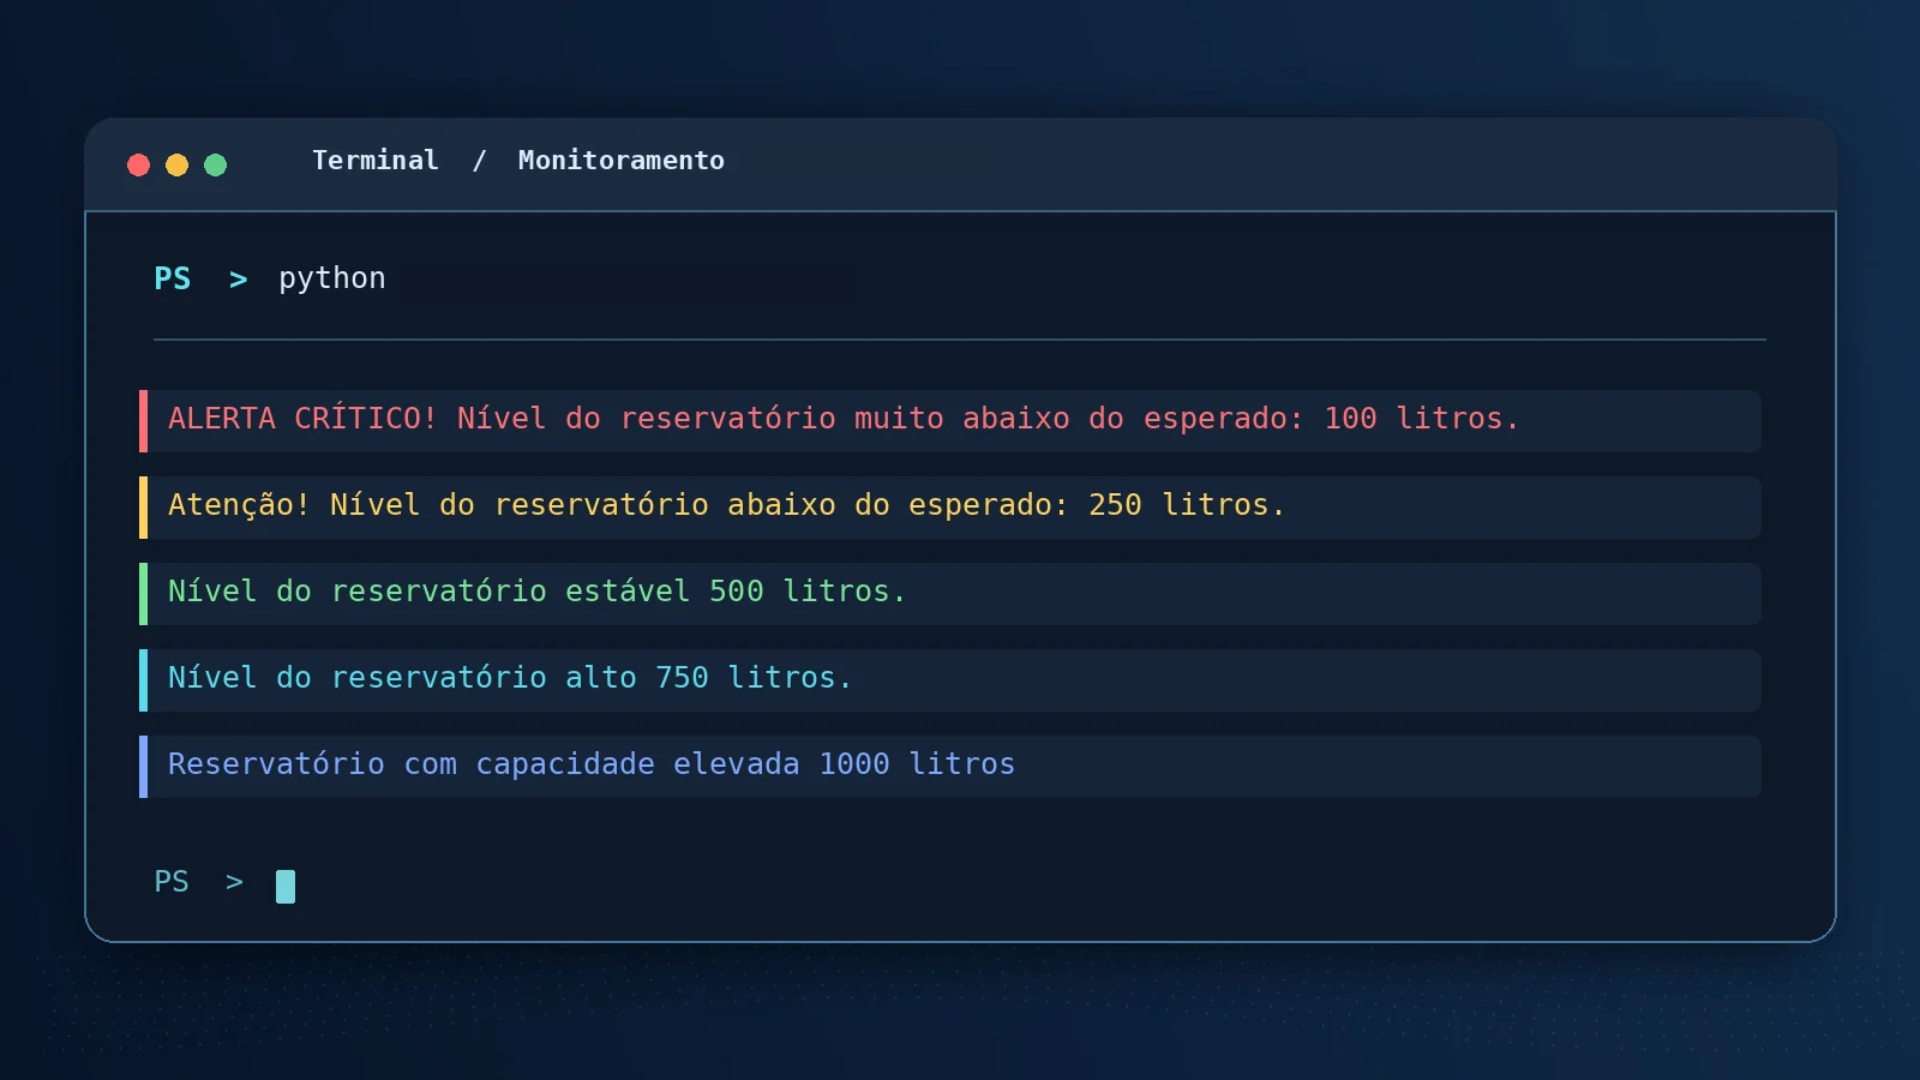 Terminal / Monitoramento
PS > python
ALERTA CRÍTICO! Nível do reservatório muito abaixo do esperado: 100 litros.
Atenção! Nível do reservatório abaixo do esperado: 250 litros.
Nível do reservatório estável 500 litros.
Nível do reservatório alto 750 litros.
Reservatório com capacidade elevada 1000 litros
PS >